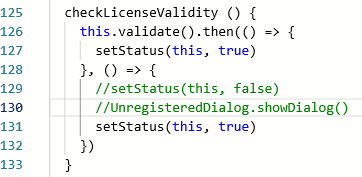 125 checkLicenseValidity () {
126 this.validate().then(() => {
127 setStatus(this, true)
128 }, () => {
129 //setStatus(this, false)
130 //UnregisteredDialog.showDialog()
131 setStatus(this, true)
132 })
133 }